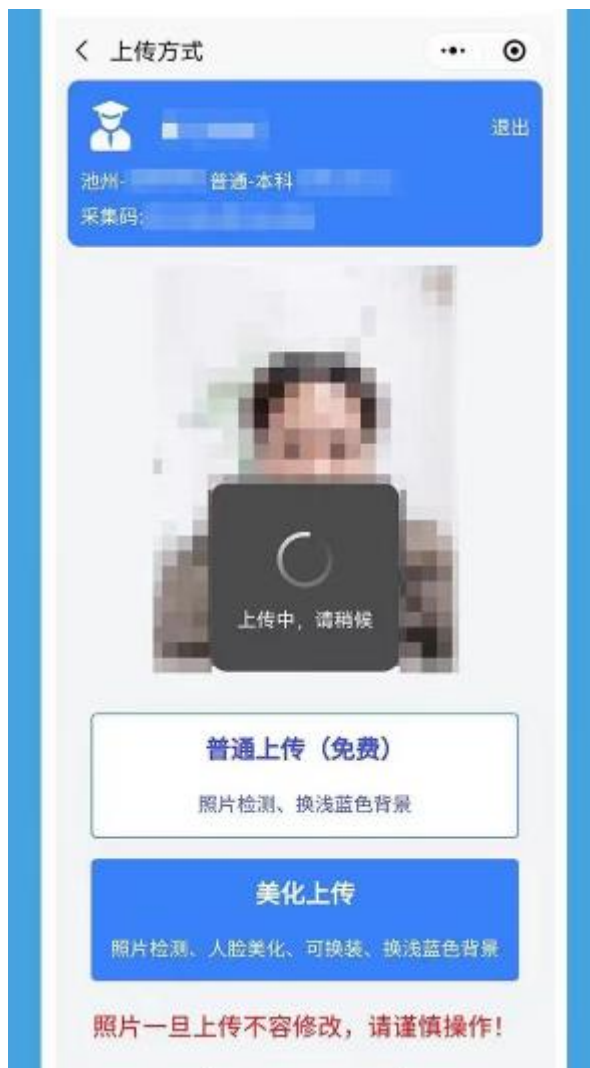 上传方式
退出
池州- 普通-本科
采集码:
上传中，请稍候
普通上传（免费）
照片检测、换浅蓝色背景
美化上传
照片检测、人脸美化、可换装、换浅蓝色背景
照片一旦上传不容修改，请谨慎操作！